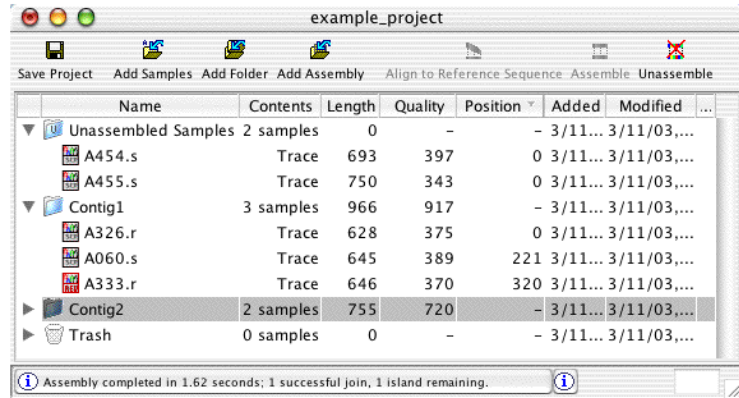 example_project
Save Project Add Samples Add Folder Add Assembly Align to Reference Sequence Assemble Unassemble
Name Contents Length Quality Position Added Modified ...
Unassembled Samples 2 samples 0 – – 3/11... 3/11/03,...
A454.s Trace 693 397 0 3/11... 3/11/03,...
A455.s Trace 750 343 0 3/11... 3/11/03,...
Contig1 3 samples 966 917 – 3/11... 3/11/03,...
A326.r Trace 628 375 0 3/11... 3/11/03,...
A060.s Trace 645 389 221 3/11... 3/11/03,...
A333.r Trace 646 370 320 3/11... 3/11/03,...
Contig2 2 samples 755 720 – 3/11... 3/11/03,...
Trash 0 samples 0 – – 3/11... 3/11/03,...
Assembly completed in 1.62 seconds; 1 successful join, 1 island remaining.